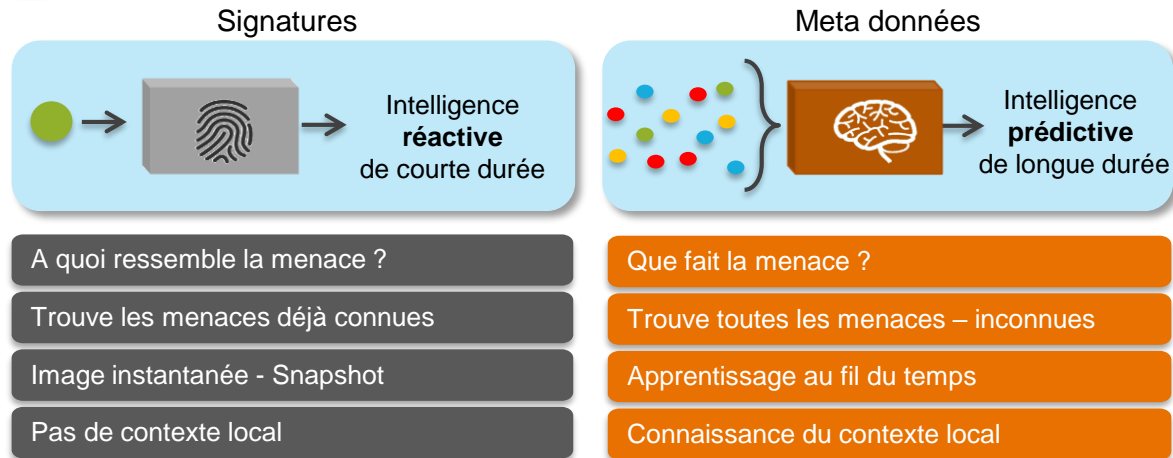 Signatures
Intelligence
réactive
de courte durée
A quoi ressemble la menace ?
Trouve les menaces déjà connues
Image instantanée - Snapshot
Pas de contexte local
Meta données
Intelligence
prédictive
de longue durée
Que fait la menace ?
Trouve toutes les menaces – inconnues
Apprentissage au fil du temps
Connaissance du contexte local